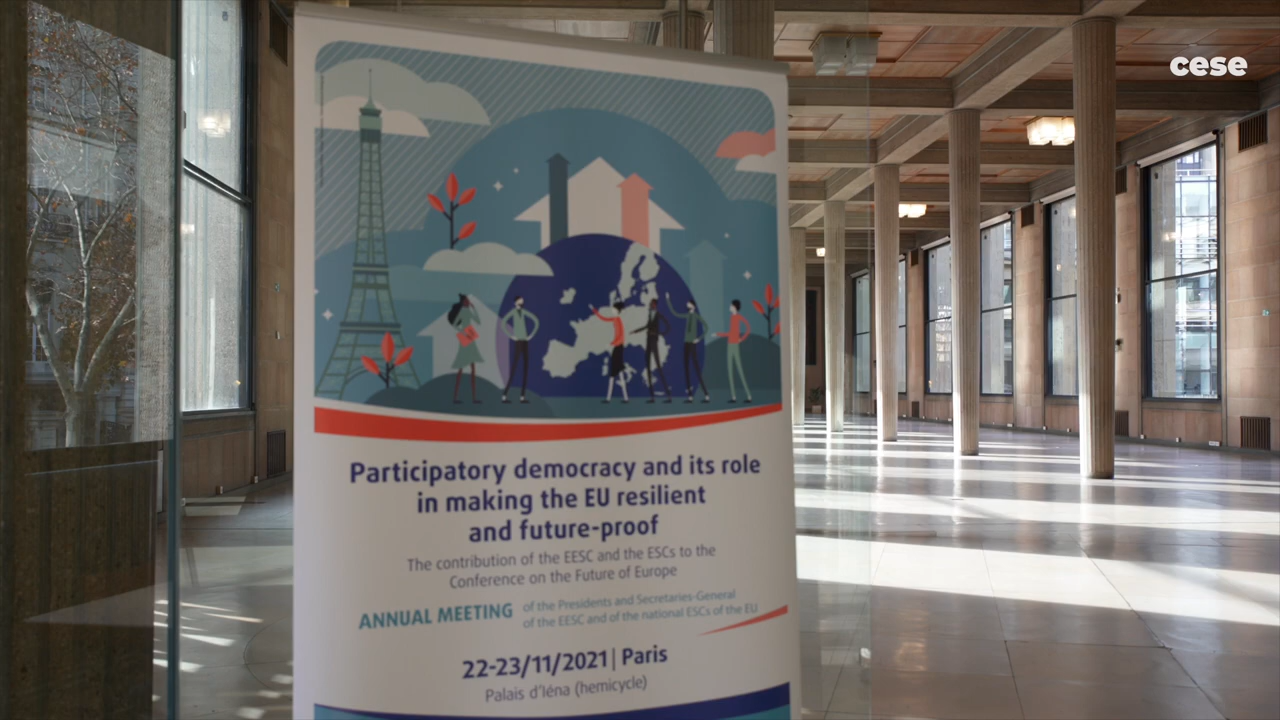 cese
Participatory democracy and its role
in making the EU resilient
and future-proof
The contribution of the EESC and the ESCs to the
Conference on the Future of Europe
ANNUAL MEETING of the Presidents and Secretaries-General
of the EESC and of the national ESCs of the EU
22-23/11/2021 | Paris
Palais d'Iéna (hemicycle)